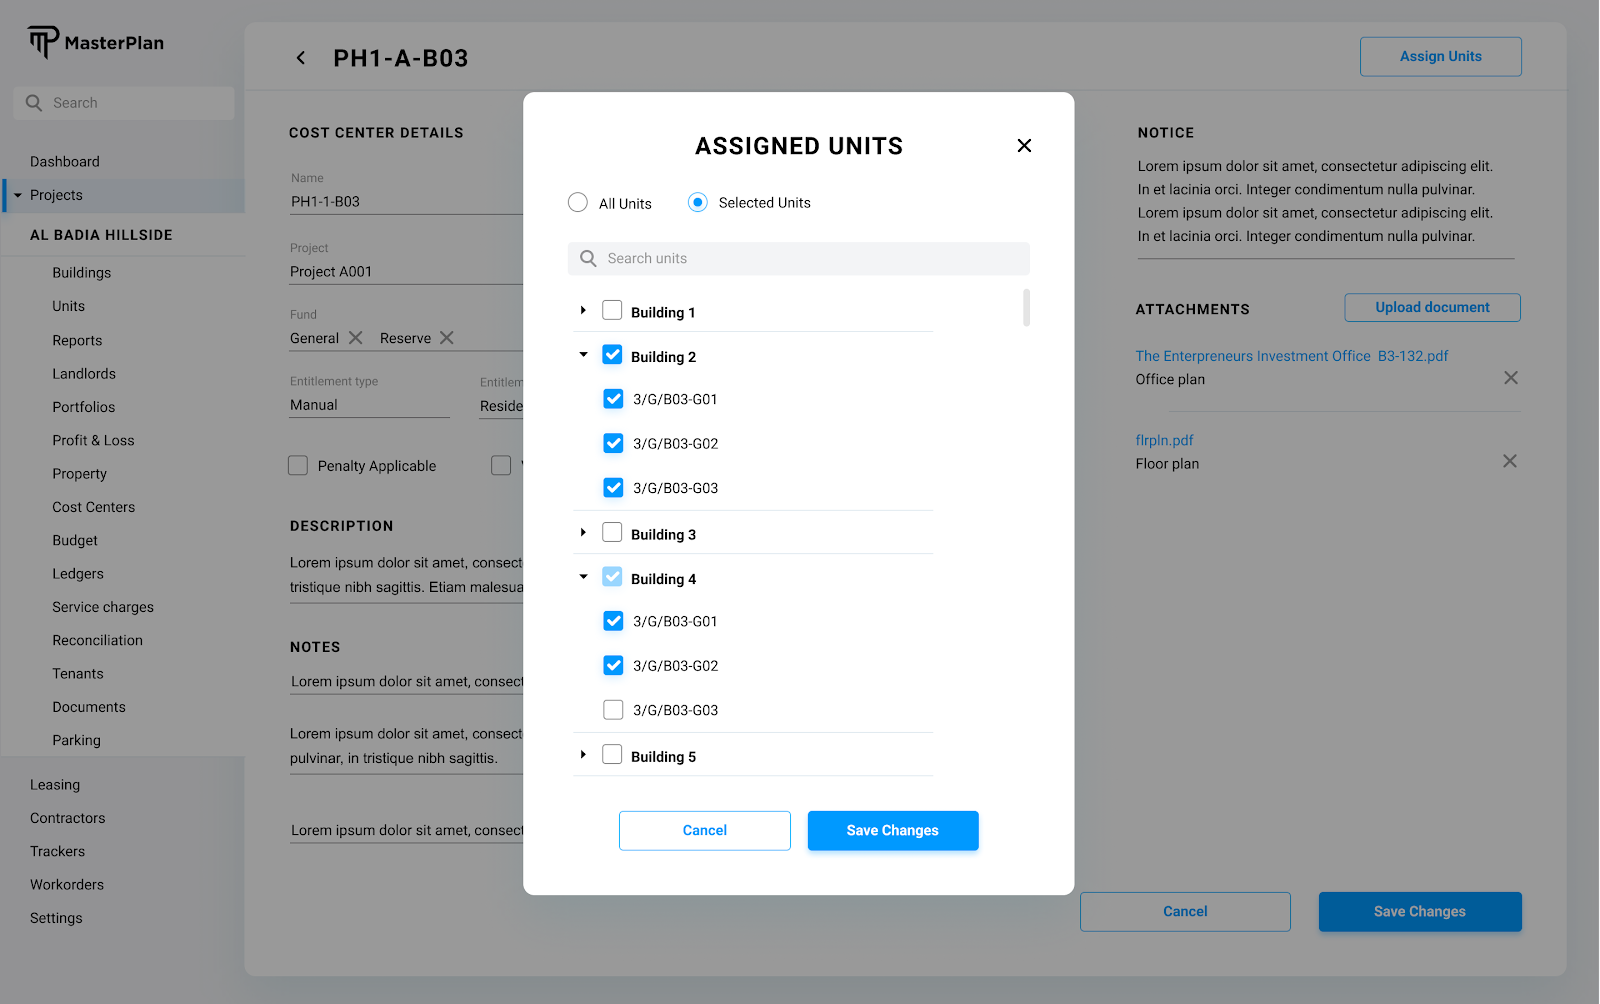 MasterPlan
Search
Dashboard
Projects
AL BADIA HILLSIDE
Buildings
Units
Reports
Landlords
Portfolios
Profit & Loss
Property
Cost Centers
Budget
Ledgers
Service charges
Reconciliation
Tenants
Documents
Parking
Leasing
Contractors
Trackers
Workorders
Settings
PH1-A-B03
Assign Units
COST CENTER DETAILS
Name
PH1-1-B03
Project
Project A001
Fund
General Reserve
Entitlement type
Manual
Entitlem
Reside
Penalty Applicable
DESCRIPTION
Lorem ipsum dolor sit amet, consect
tristique nibh sagittis. Etiam malesua
NOTES
Lorem ipsum dolor sit amet, consect
Lorem ipsum dolor sit amet, consect
pulvinar, in tristique nibh sagittis.
Lorem ipsum dolor sit amet, consect
ASSIGNED UNITS
All Units
Selected Units
Search units
Building 1
Building 2
3/G/B03-G01
3/G/B03-G02
3/G/B03-G03
Building 3
Building 4
3/G/B03-G01
3/G/B03-G02
3/G/B03-G03
Building 5
Cancel
Save Changes
NOTICE
Lorem ipsum dolor sit amet, consectetur adipiscing elit.
In et lacinia orci. Integer condimentum nulla pulvinar.
Lorem ipsum dolor sit amet, consectetur adipiscing elit.
In et lacinia orci. Integer condimentum nulla pulvinar.
ATTACHMENTS
Upload document
The Enterpreneurs Investment Office B3-132.pdf
Office plan
flrpln.pdf
Floor plan
Cancel
Save Changes